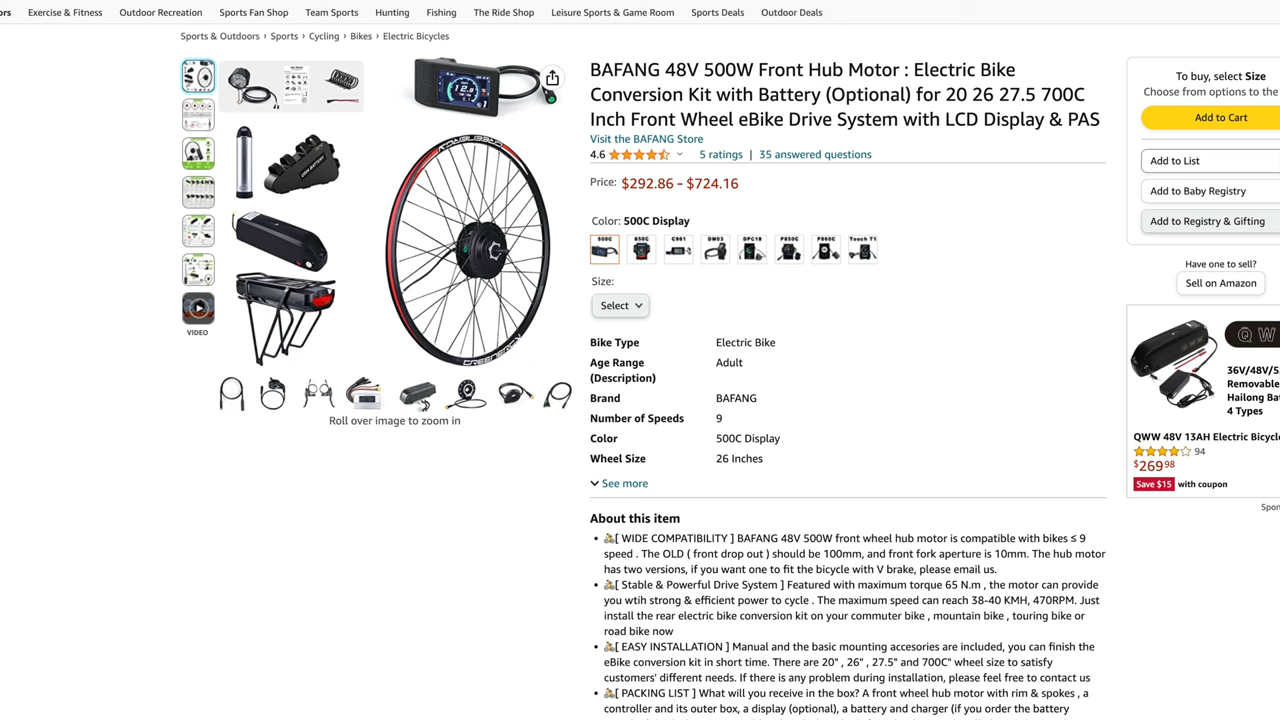 ors Exercise & Fitness Outdoor Recreation Sports Fan Shop Team Sports Hunting Fishing The Ride Shop Leisure Sports & Game Room Sports Deals Outdoor Deals
Sports & Outdoors › Sports › Cycling › Bikes › Electric Bicycles
VIDEO
Roll over image to zoom in
BAFANG 48V 500W Front Hub Motor : Electric Bike
Conversion Kit with Battery (Optional) for 20 26 27.5 700C
Inch Front Wheel eBike Drive System with LCD Display & PAS
Visit the BAFANG Store
4.6 5 ratings | 35 answered questions
Price: $292.86 - $724.16
Color: 500C Display
500C 850C C961 DM03 DPC18 P850C P860C Touch T1
Size:
Select
Bike Type Electric Bike
Age Range Adult
(Description)
Brand BAFANG
Number of Speeds 9
Color 500C Display
Wheel Size 26 Inches
See more
About this item
• [ WIDE COMPATIBILITY ] BAFANG 48V 500W front wheel hub motor is compatible with bikes ≤ 9
speed . The OLD ( front drop out ) should be 100mm, and front fork aperture is 10mm. The hub motor
has two versions, if you want one to fit the bicycle with V brake, please email us.
• [ Stable & Powerful Drive System ] Featured with maximum torque 65 N.m , the motor can provide
you wtih strong & efficient power to cycle . The maximum speed can reach 38-40 KMH, 470RPM. Just
install the rear electric bike conversion kit on your commuter bike , mountain bike , touring bike or
road bike now
• [ EASY INSTALLATION ] Manual and the basic mounting accesories are included, you can finish the
eBike conversion kit in short time. There are 20" , 26" , 27.5" and 700C" wheel size to satisfy
customers' different needs. If there is any problem during installation, please feel free to contact us
• [ PACKING LIST ] What will you receive in the box? A front wheel hub motor with rim & spokes , a
controller and its outer box, a display (optional), a battery and charger (if you order the battery
To buy, select Size
Choose from options to the
Add to Cart
Add to List
Add to Baby Registry
Add to Registry & Gifting
Have one to sell?
Sell on Amazon
Q W
36V/48V/5
Removable
Hailong Ba
4 Types
QWW 48V 13AH Electric Bicycl
94
$269 98
Save $15 with coupon
Spon